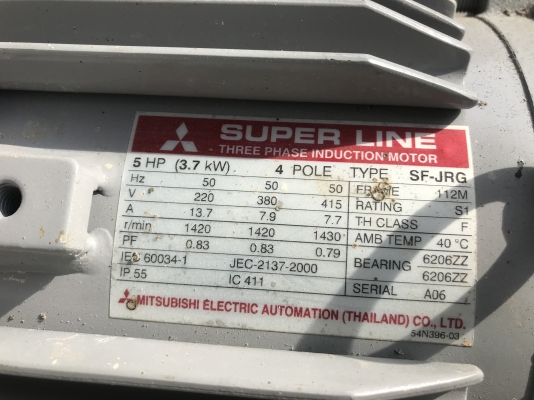 SUPER LINE
THREE PHASE INDUCTION MOTOR
5 HP (3.7 kW) 4 POLE TYPE SF-JRG
Hz 50 50 50 FRAME 112M
V 220 380 415 RATING S1
A 13.7 7.9 7.7 TH CLASS F
r/min 1420 1420 1430 AMB TEMP 40 °C
PF 0.83 0.83 0.79 BEARING 6206ZZ
IEC 60034-1 JEC-2137-2000 6206ZZ
IP 55 IC 411 SERIAL A06
MITSUBISHI ELECTRIC AUTOMATION (THAILAND) CO., LTD.
54N396-03